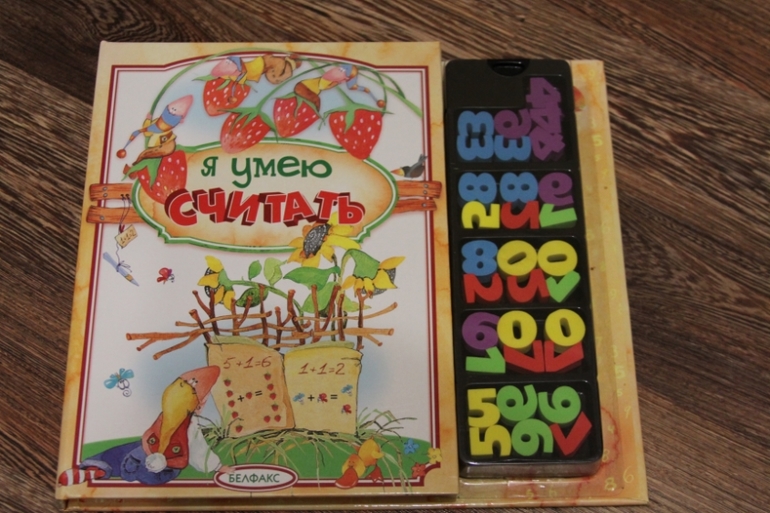 Я УМЕЮ
СЧИТАТЬ
5+1=6
1+1=2
+ =
+ =
БЕЛФАКС